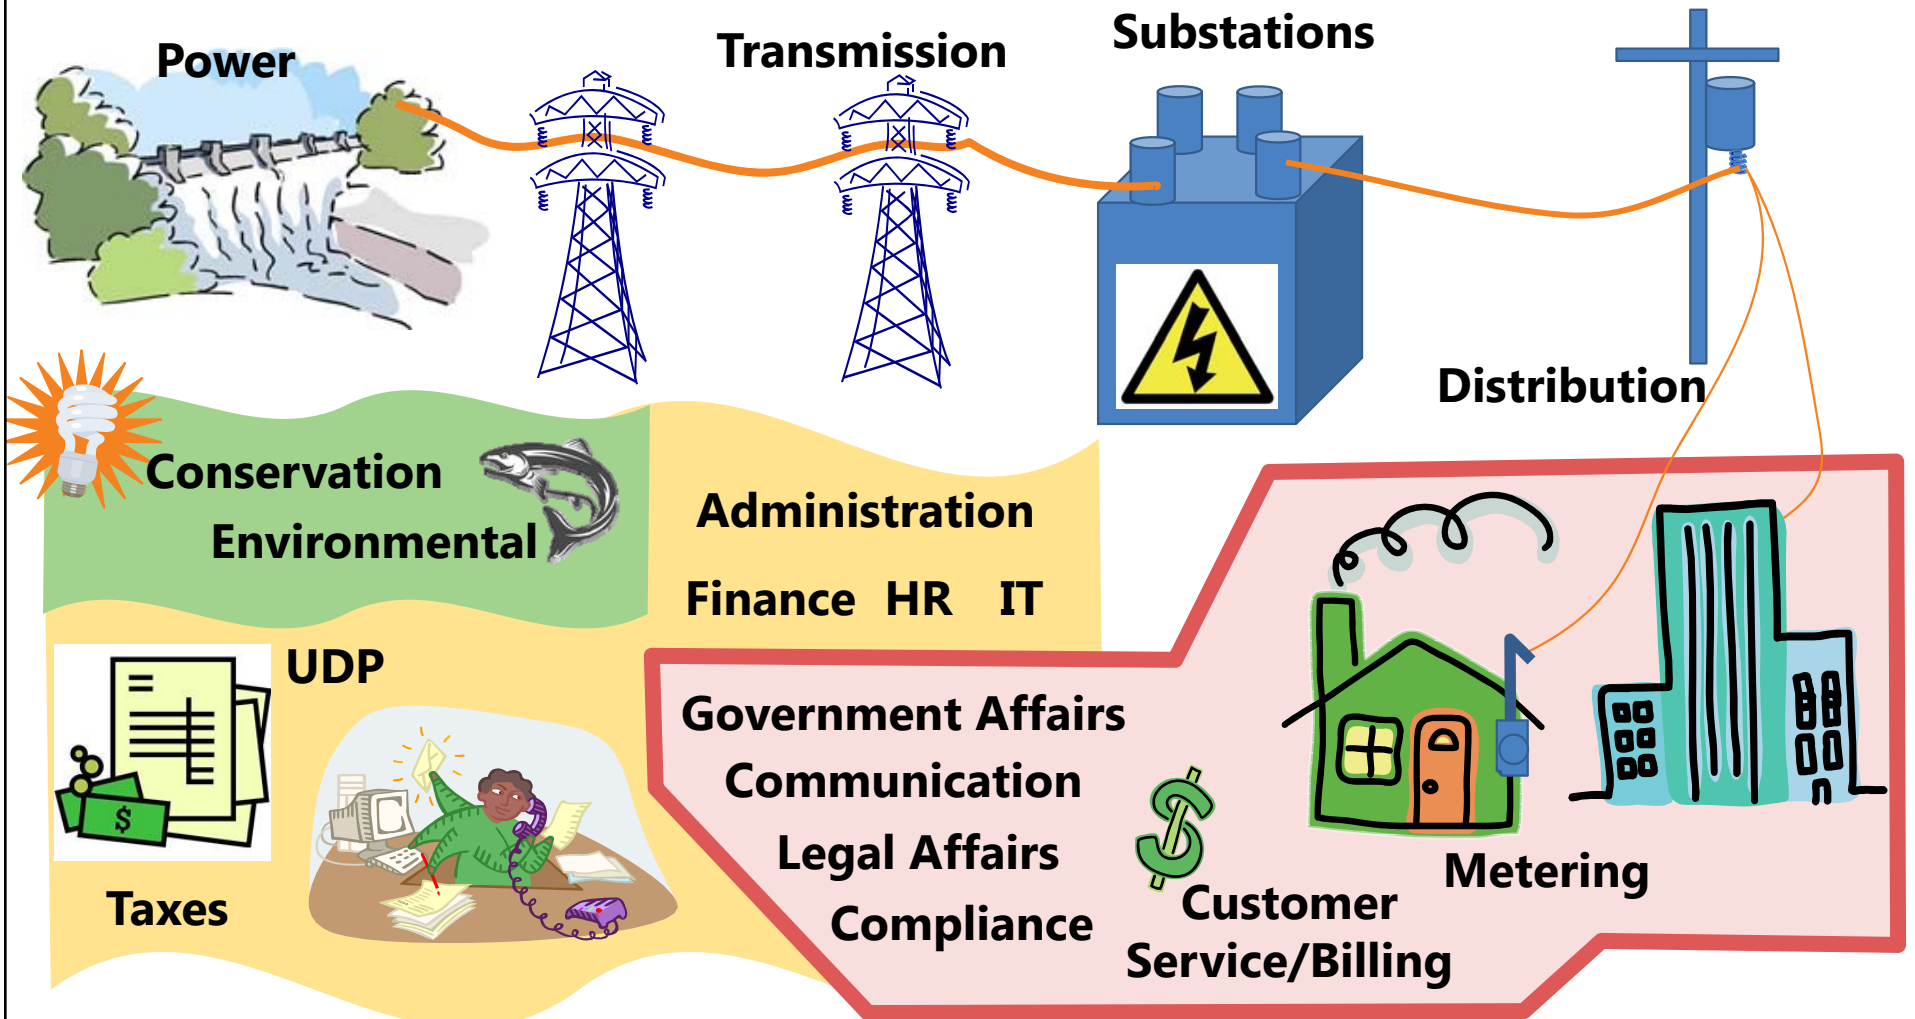 Power
Transmission
Substations
Distribution
Conservation
Environmental
Administration
Finance HR IT
UDP
Taxes
$
Government Affairs
Communication
Legal Affairs
Compliance
$
Metering
Customer
Service/Billing